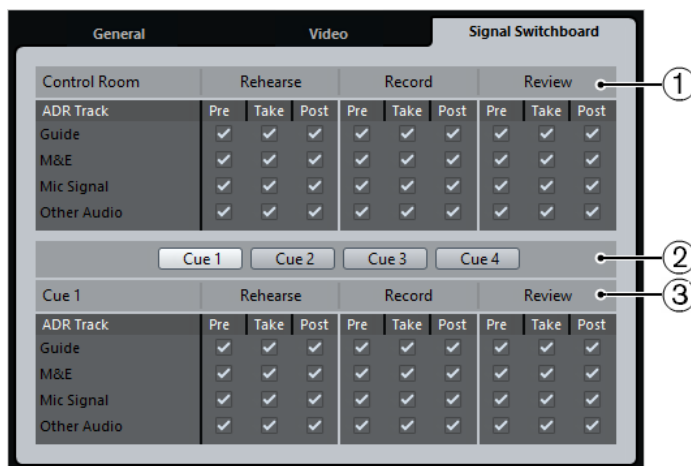 General Video Signal Switchboard
Control Room Rehearse Record Review 1
ADR Track Pre Take Post Pre Take Post Pre Take Post
Guide
M&E
Mic Signal
Other Audio
Cue 1 Cue 2 Cue 3 Cue 4 2
Cue 1 Rehearse Record Review 3
ADR Track Pre Take Post Pre Take Post Pre Take Post
Guide
M&E
Mic Signal
Other Audio